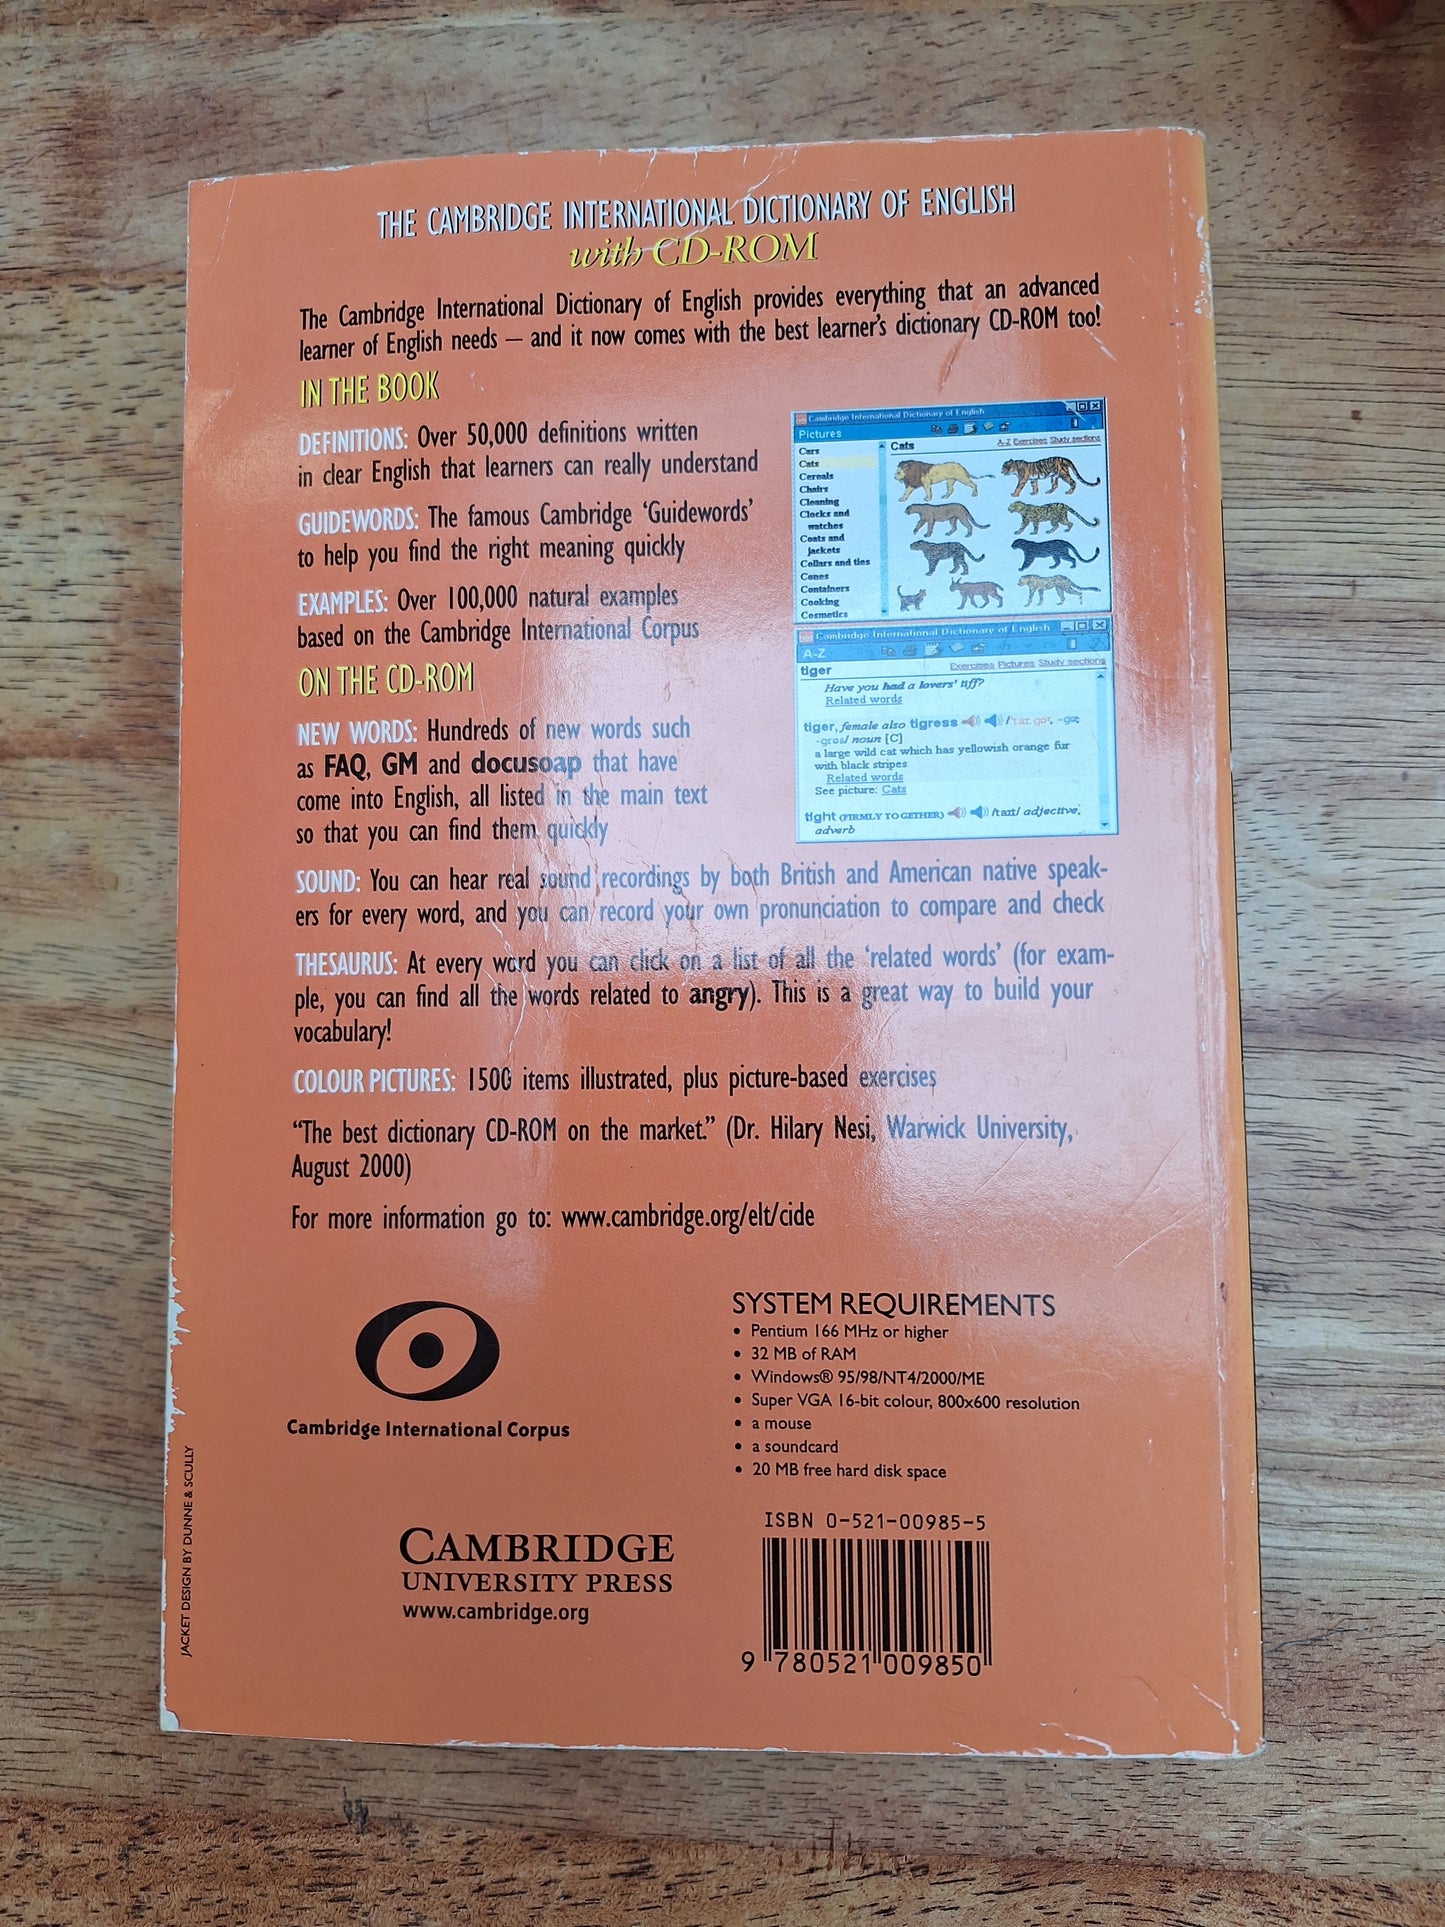 THE CAMBRIDGE INTERNATIONAL DICTIONARY OF ENGLISH
with CD-ROM
The Cambridge International Dictionary of English provides everything that an advanced
learner of English needs – and it now comes with the best learner's dictionary CD-ROM too!
IN THE BOOK
DEFINITIONS: Over 50,000 definitions written
in clear English that learners can really understand
GUIDEWORDS: The famous Cambridge 'Guidewords'
to help you find the right meaning quickly
EXAMPLES: Over 100,000 natural examples
based on the Cambridge International Corpus
Cambridge International Dictionary of English
Pictures
A-Z Exercises Study sections
Cars
Cats
Cereals
Chairs
Cleaning
Clocks and
watches
Coats and
jackets
Collars and ties
Cones
Containers
Cooking
Cosmetics
Cats
Cambridge International Dictionary of English
A-Z
tiger
Exercises Pictures Study sections
Have you had a lovers' tiff?
Related words
tiger, female also tigress
noun [C]
a large wild cat which has yellowish orange fur
with black stripes
Related words
See picture: Cats
tight (FIRMLY TOGETHER) /taɪt/ adjective,
adverb
ON THE CD-ROM
NEW WORDS: Hundreds of new words such
as FAQ, GM and docusoap that have
come into English, all listed in the main text
so that you can find them quickly
SOUND: You can hear real sound recordings by both British and American native speak-
ers for every word, and you can record your own pronunciation to compare and check
THESAURUS: At every word you can click on a list of all the 'related words' (for exam-
ple, you can find all the words related to angry). This is a great way to build your
vocabulary!
COLOUR PICTURES: 1500 items illustrated, plus picture-based exercises
"The best dictionary CD-ROM on the market." (Dr. Hilary Nesi, Warwick University,
August 2000)
For more information go to: www.cambridge.org/elt/cide
Cambridge International Corpus
SYSTEM REQUIREMENTS
• Pentium 166 MHz or higher
• 32 MB of RAM
• Windows® 95/98/NT4/2000/ME
• Super VGA 16-bit colour, 800x600 resolution
• a mouse
• a soundcard
• 20 MB free hard disk space
JACKET DESIGN BY DUNNE & SCULLY
CAMBRIDGE
UNIVERSITY PRESS
www.cambridge.org
ISBN 0-521-00985-5
9 780521 009850